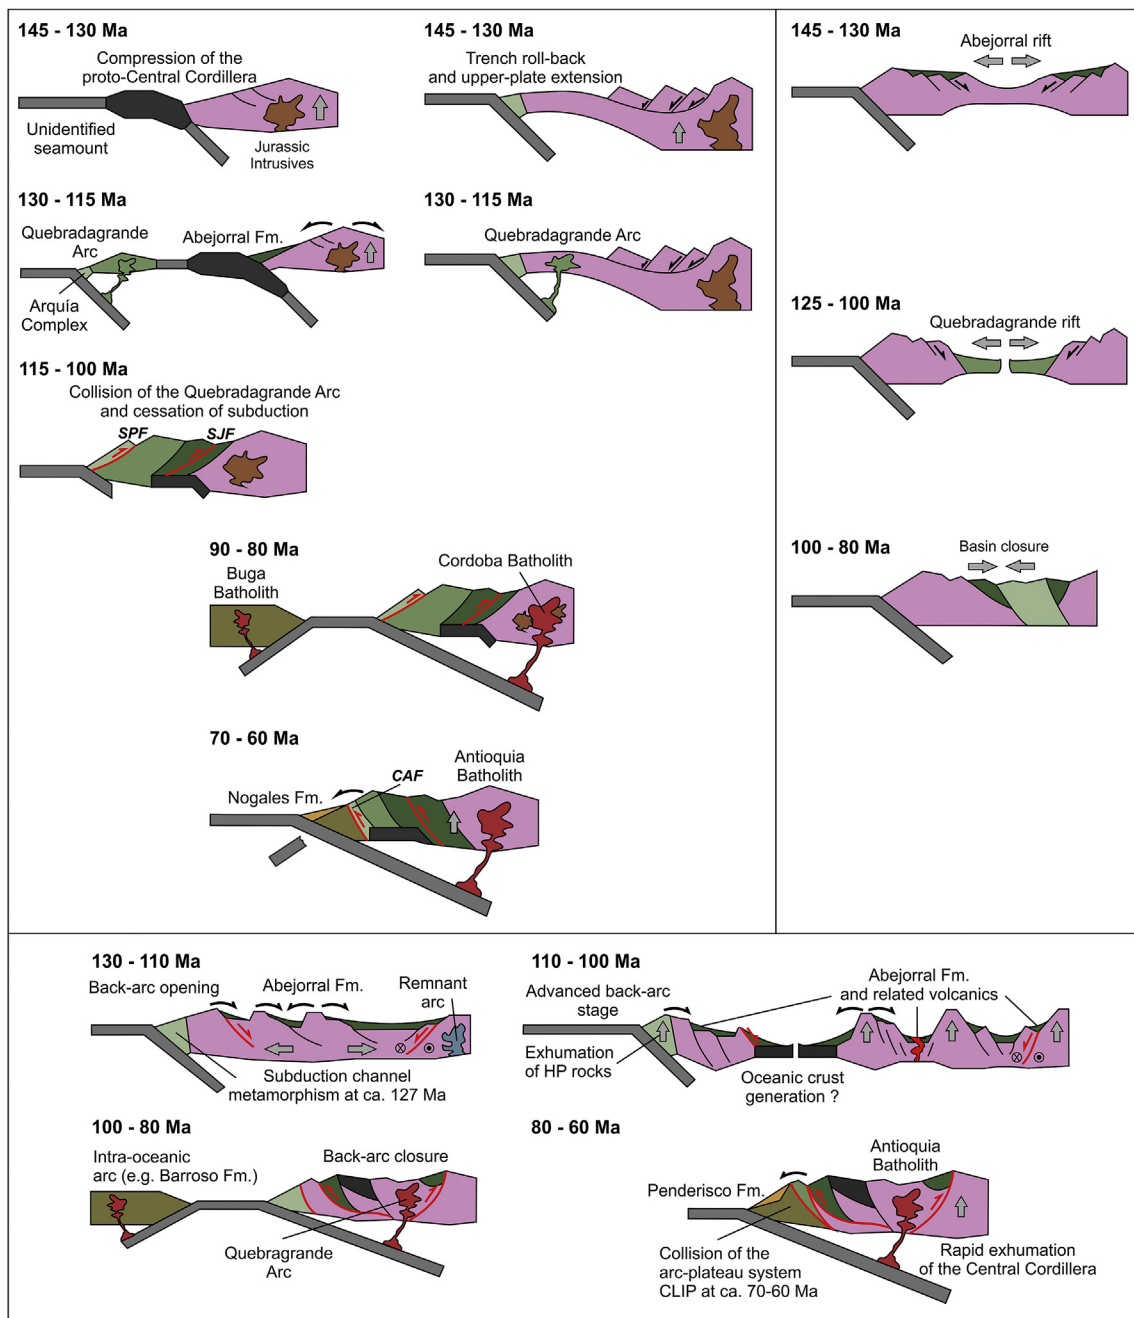 145 - 130 Ma
Compression of the
proto-Central Cordillera
Unidentified
seamount
Jurassic
Intrusives
145 - 130 Ma
Trench roll-back
and upper-plate extension
130 - 115 Ma
Quebradagrande
Arc
Abejorral Fm.
Arquía
Complex
130 - 115 Ma
Quebradagrande Arc
115 - 100 Ma
Collision of the Quebradagrande Arc
and cessation of subduction
SPF
SJF
90 - 80 Ma
Buga
Batholith
Cordoba Batholith
70 - 60 Ma
Nogales Fm.
CAF
Antioquia
Batholith
145 - 130 Ma
Abejorral rift
125 - 100 Ma
Quebradagrande rift
100 - 80 Ma
Basin closure
130 - 110 Ma
Back-arc opening
Abejorral Fm.
Remnant
arc
Subduction channel
metamorphism at ca. 127 Ma
110 - 100 Ma
Advanced back-arc
stage
Abejorral Fm.
and related volcanics
Exhumation
of HP rocks
Oceanic crust
generation ?
100 - 80 Ma
Intra-oceanic
arc (e.g. Barroso Fm.)
Back-arc closure
Quebragrande
Arc
80 - 60 Ma
Penderisco Fm.
Antioquia
Batholith
Collision of the
arc-plateau system
CLIP at ca. 70-60 Ma
Rapid exhumation
of the Central Cordillera